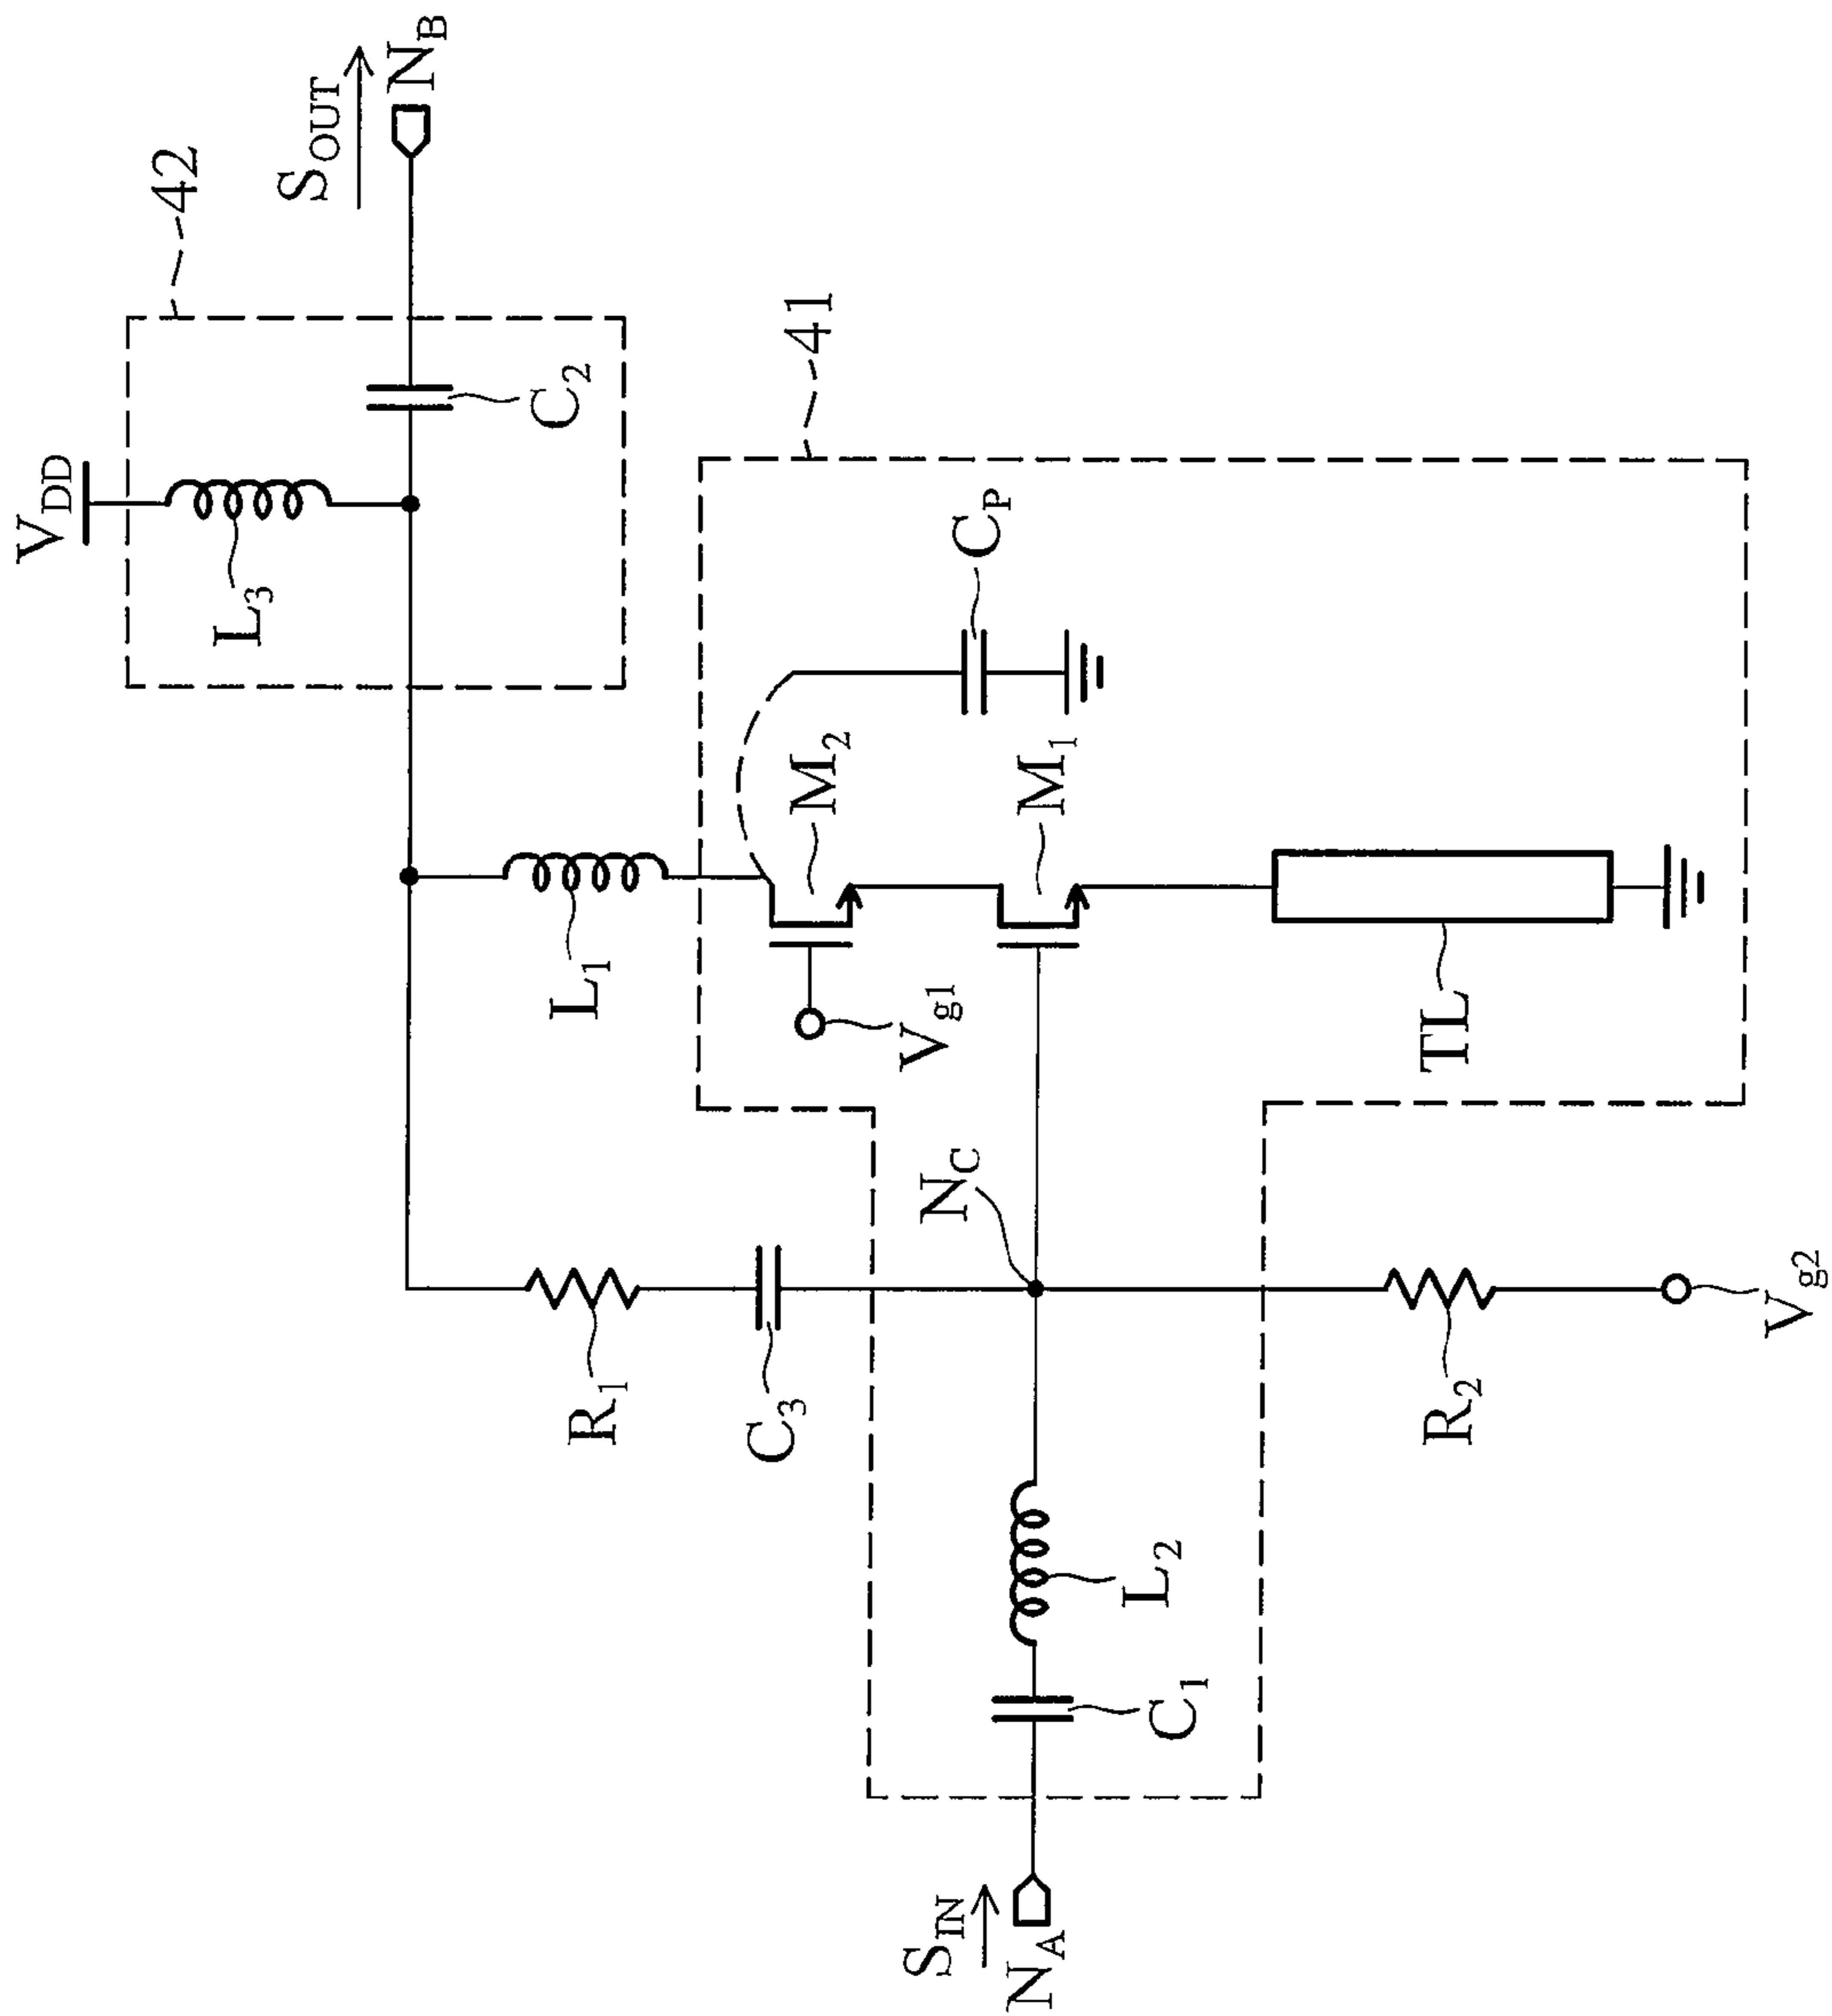 V_DD
42
S_OUT
N_B
L_3
C_2
L_1
41
R_1
C_3
C_P
M_2
V_g1
M_1
N_C
S_IN
N_A
C_1
L_2
TL
R_2
V_g2